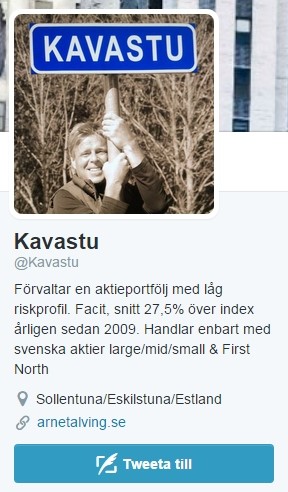 KAVASTU
Kavastu
@Kavastu
Förvaltar en aktieportfölj med låg
riskprofil. Facit, snitt 27,5% över index
årligen sedan 2009. Handlar enbart med
svenska aktier large/mid/small & First
North
Sollentuna/Eskilstuna/Estland
arnetalving.se
Tweeta till